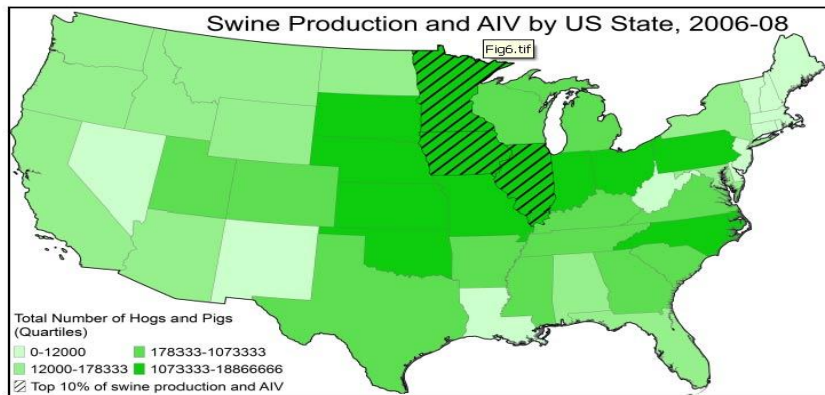 Swine Production and AIV by US State, 2006-08
Fig6.tif
Total Number of Hogs and Pigs
(Quartiles)
0-12000 178333-1073333
12000-178333 1073333-18866666
Top 10% of swine production and AIV